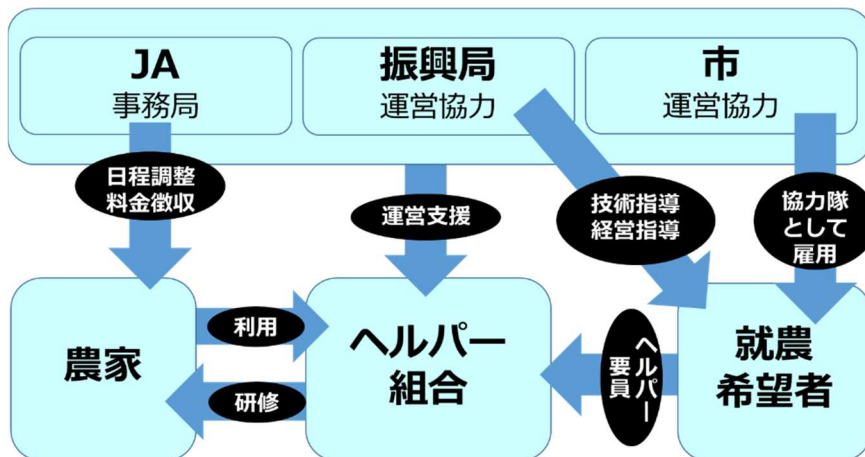 JA
事務局
振興局
運営協力
市
運営協力
日程調整
料金徴収
運営支援
技術指導
経営指導
協力隊
として
雇用
農家
利用
研修
ヘルパー
組合
ヘルパー
要員
就農
希望者